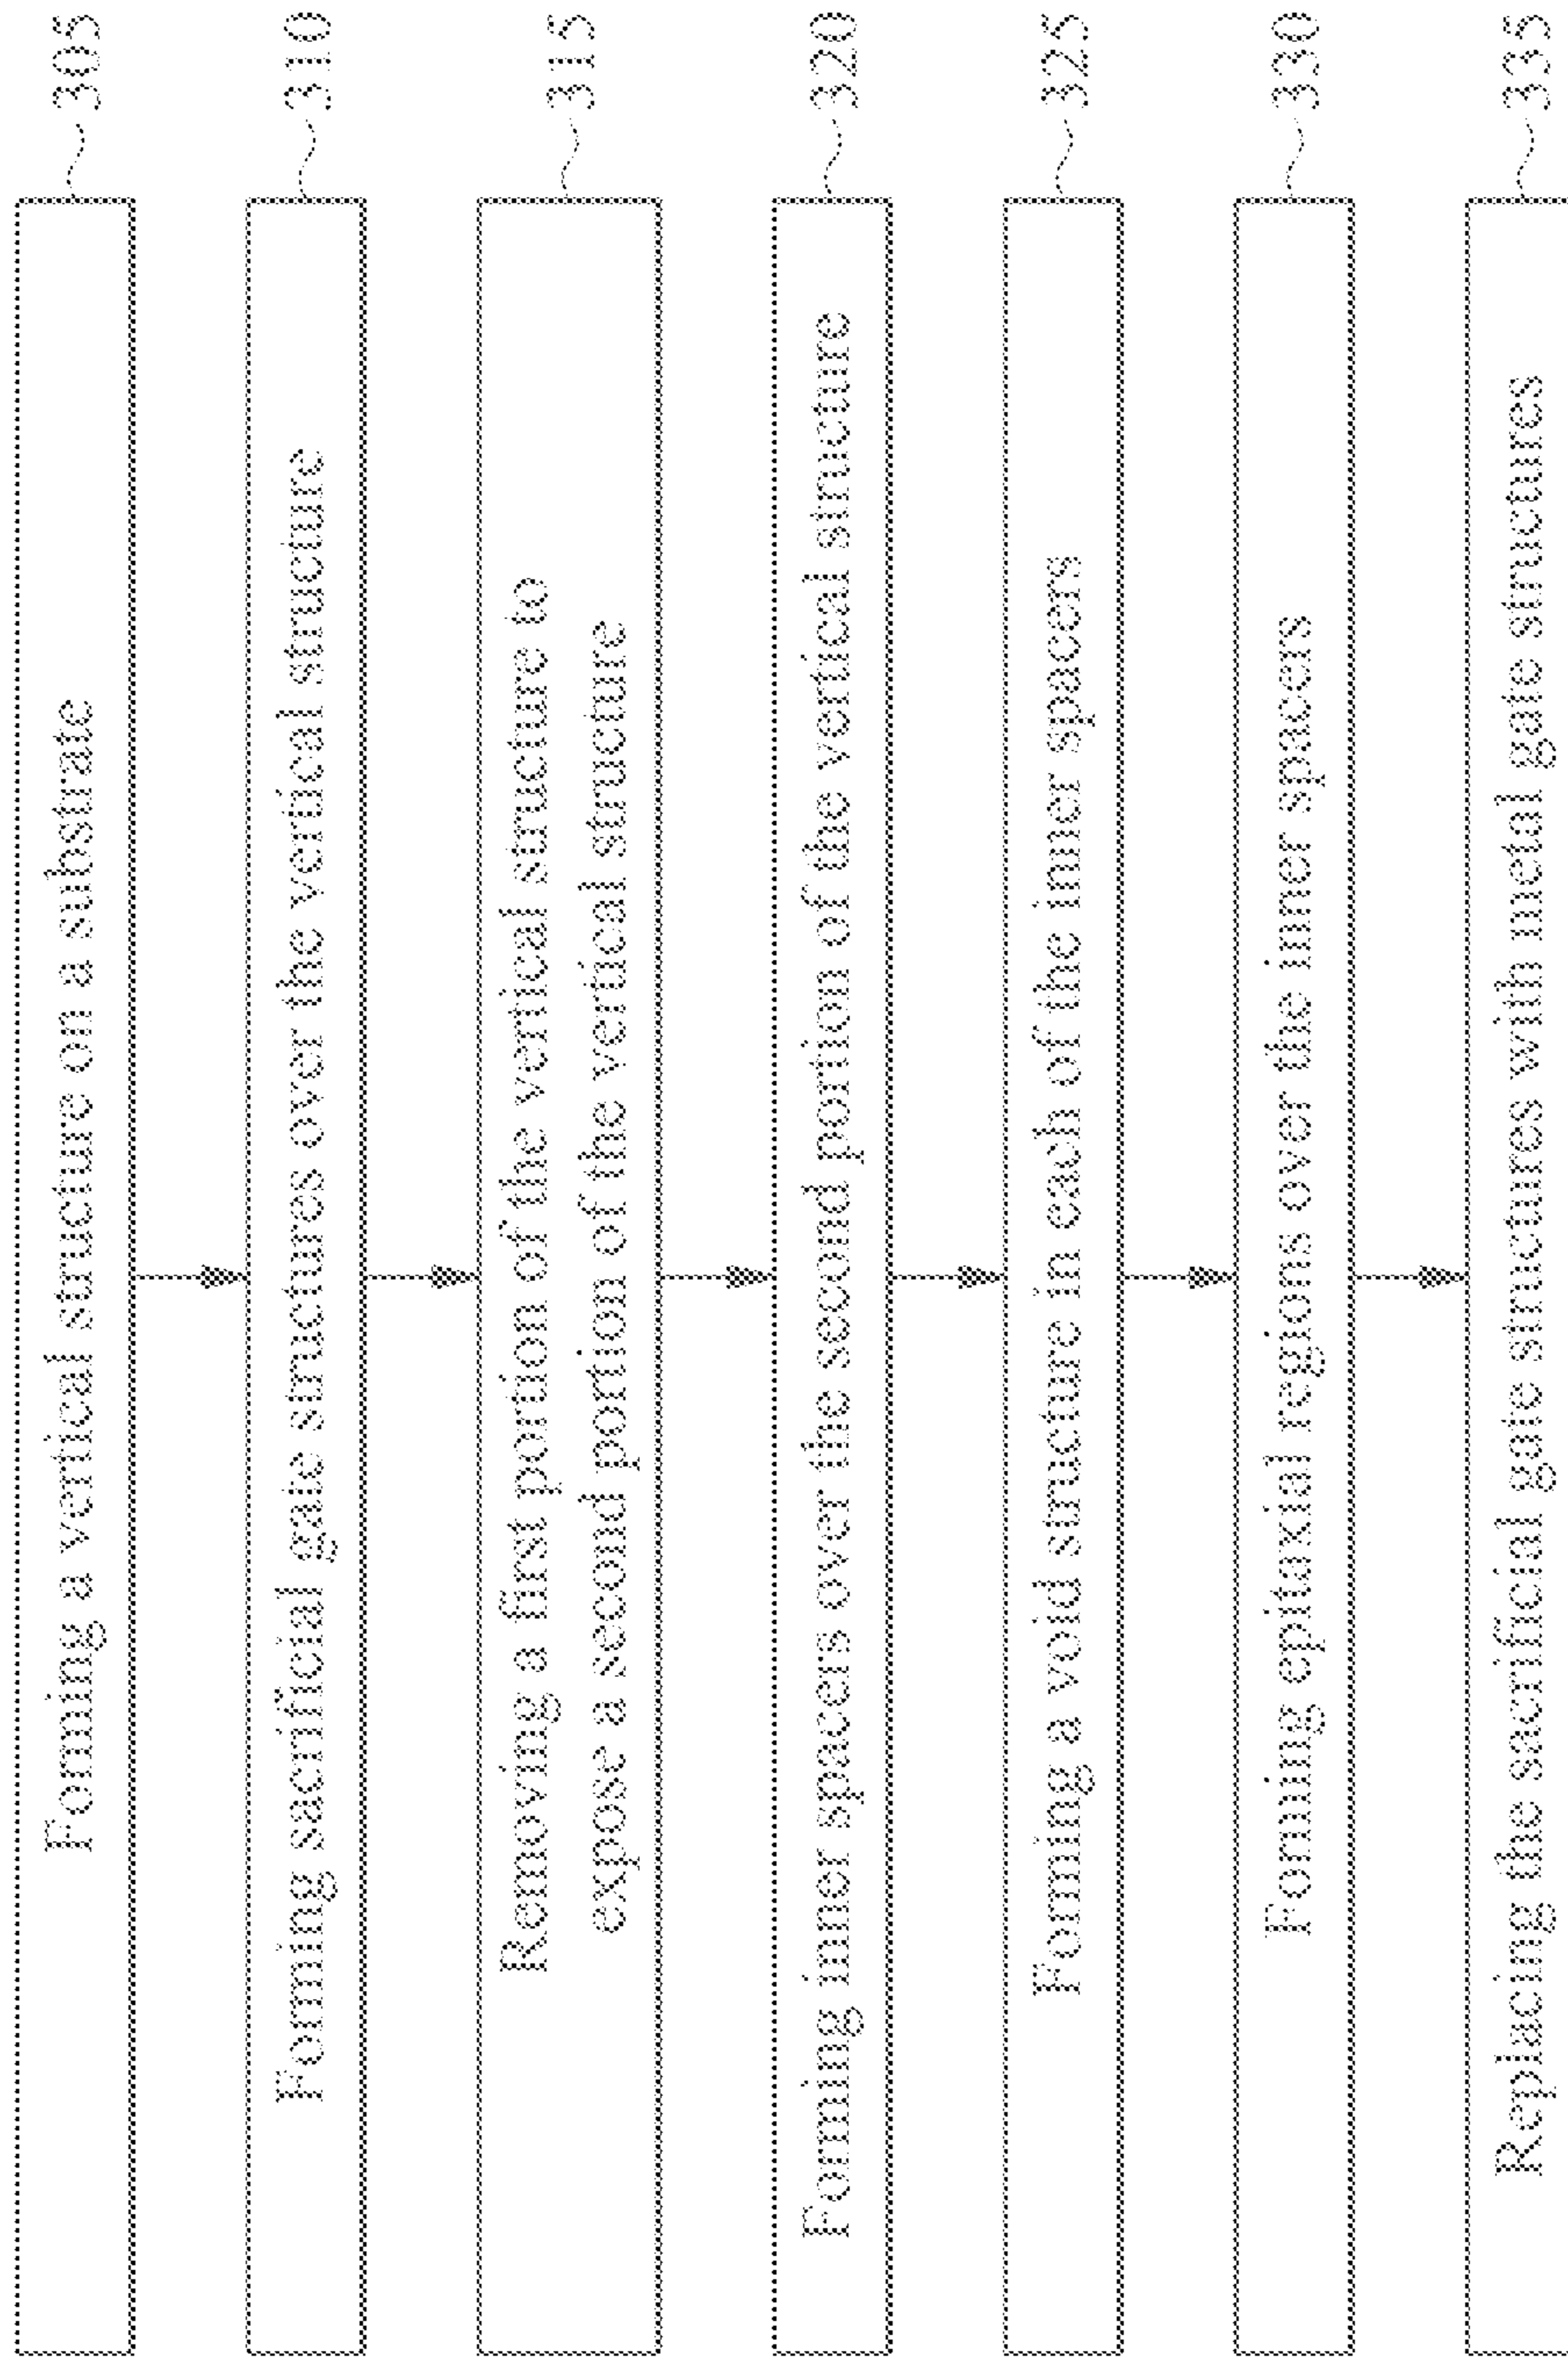 Forming a vertical structure on a substrate
305
Forming sacrificial gate structures over the vertical structure
310
Removing a first portion of the vertical structure to
expose a second portion of the vertical structure
315
Forming inner spacers over the second portion of the vertical structure
320
Forming a void structure in each of the inner spacers
325
Forming epitaxial regions over the inner spacers
330
Replacing the sacrificial gate structures with metal gate structures
335